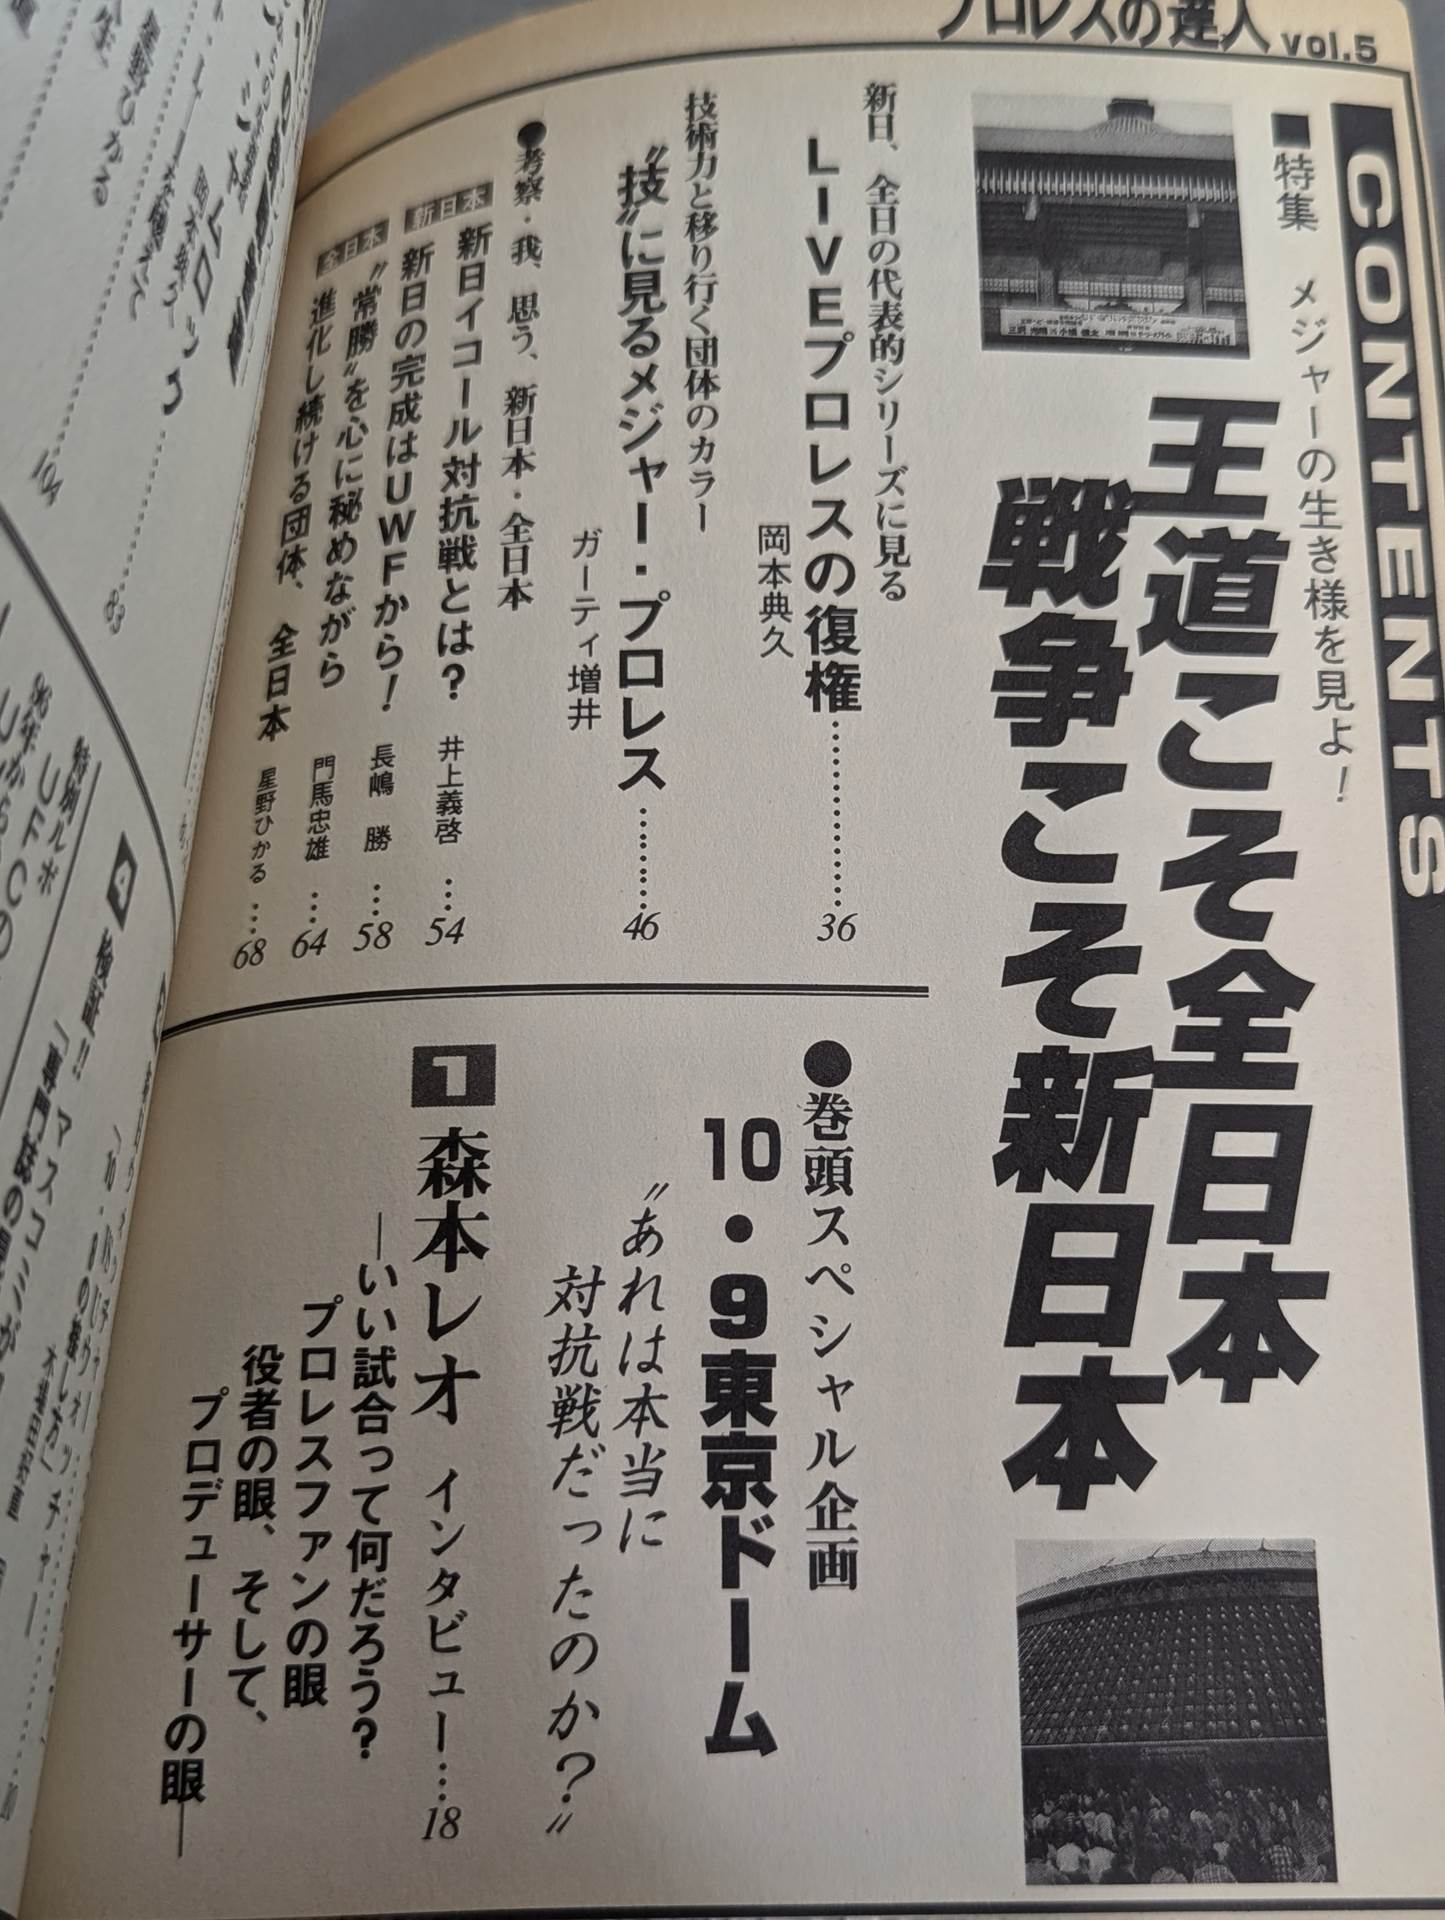 プロレスの達人 vol.5
CONTENTS
■特集 メジャーの生き様を見よ！
王道こそ全日本
戦争こそ新日本
新日、全日の代表的シリーズに見る
LIVEプロレスの復権…………36
岡本典久
技術力と移り行く団体のカラー
〝技〟に見るメジャー・プロレス…………46
ガーティ増井
●考察・我、思う、新日本・全日本
新日本
新日イコール対抗戦とは？ 井上義啓 …54
新日の完成はUWFから！ 長嶋 勝 …58
全日本
〝常勝〟を心に秘めながら 門馬忠雄 …64
進化し続ける団体、全日本 星野ひかる …68
●巻頭スペシャル企画
10・9東京ドーム
〝あれは本当に
対抗戦だったのか？〟
1 森本レオ インタビュー…18
―いい試合って何だろう？
プロレスファンの眼
役者の眼、そして、
プロデューサーの眼―
104
83
特例ルポ
検証!! 「マスコミが